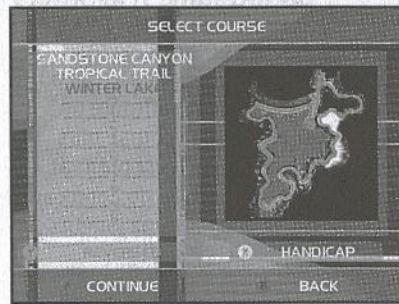 SELECT COURSE
SANDSTONE CANYON
TROPICAL TRAIL
WINTER LAKE
HANDICAP
CONTINUE
BACK